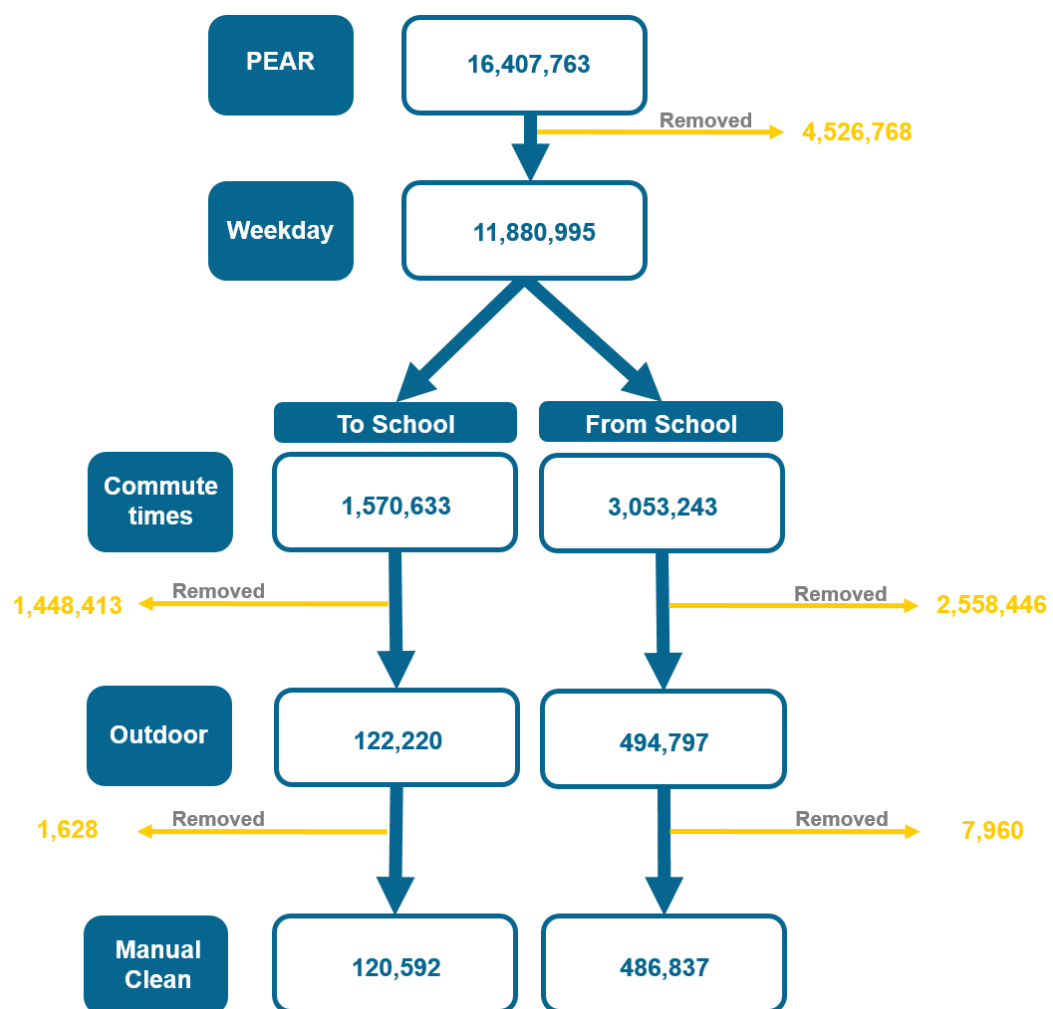 PEAR
16,407,763
Removed
4,526,768
Weekday
11,880,995
To School
From School
Commute
times
1,570,633
3,053,243
Removed
1,448,413
Removed
2,558,446
Outdoor
122,220
494,797
Removed
1,628
Removed
7,960
Manual
Clean
120,592
486,837